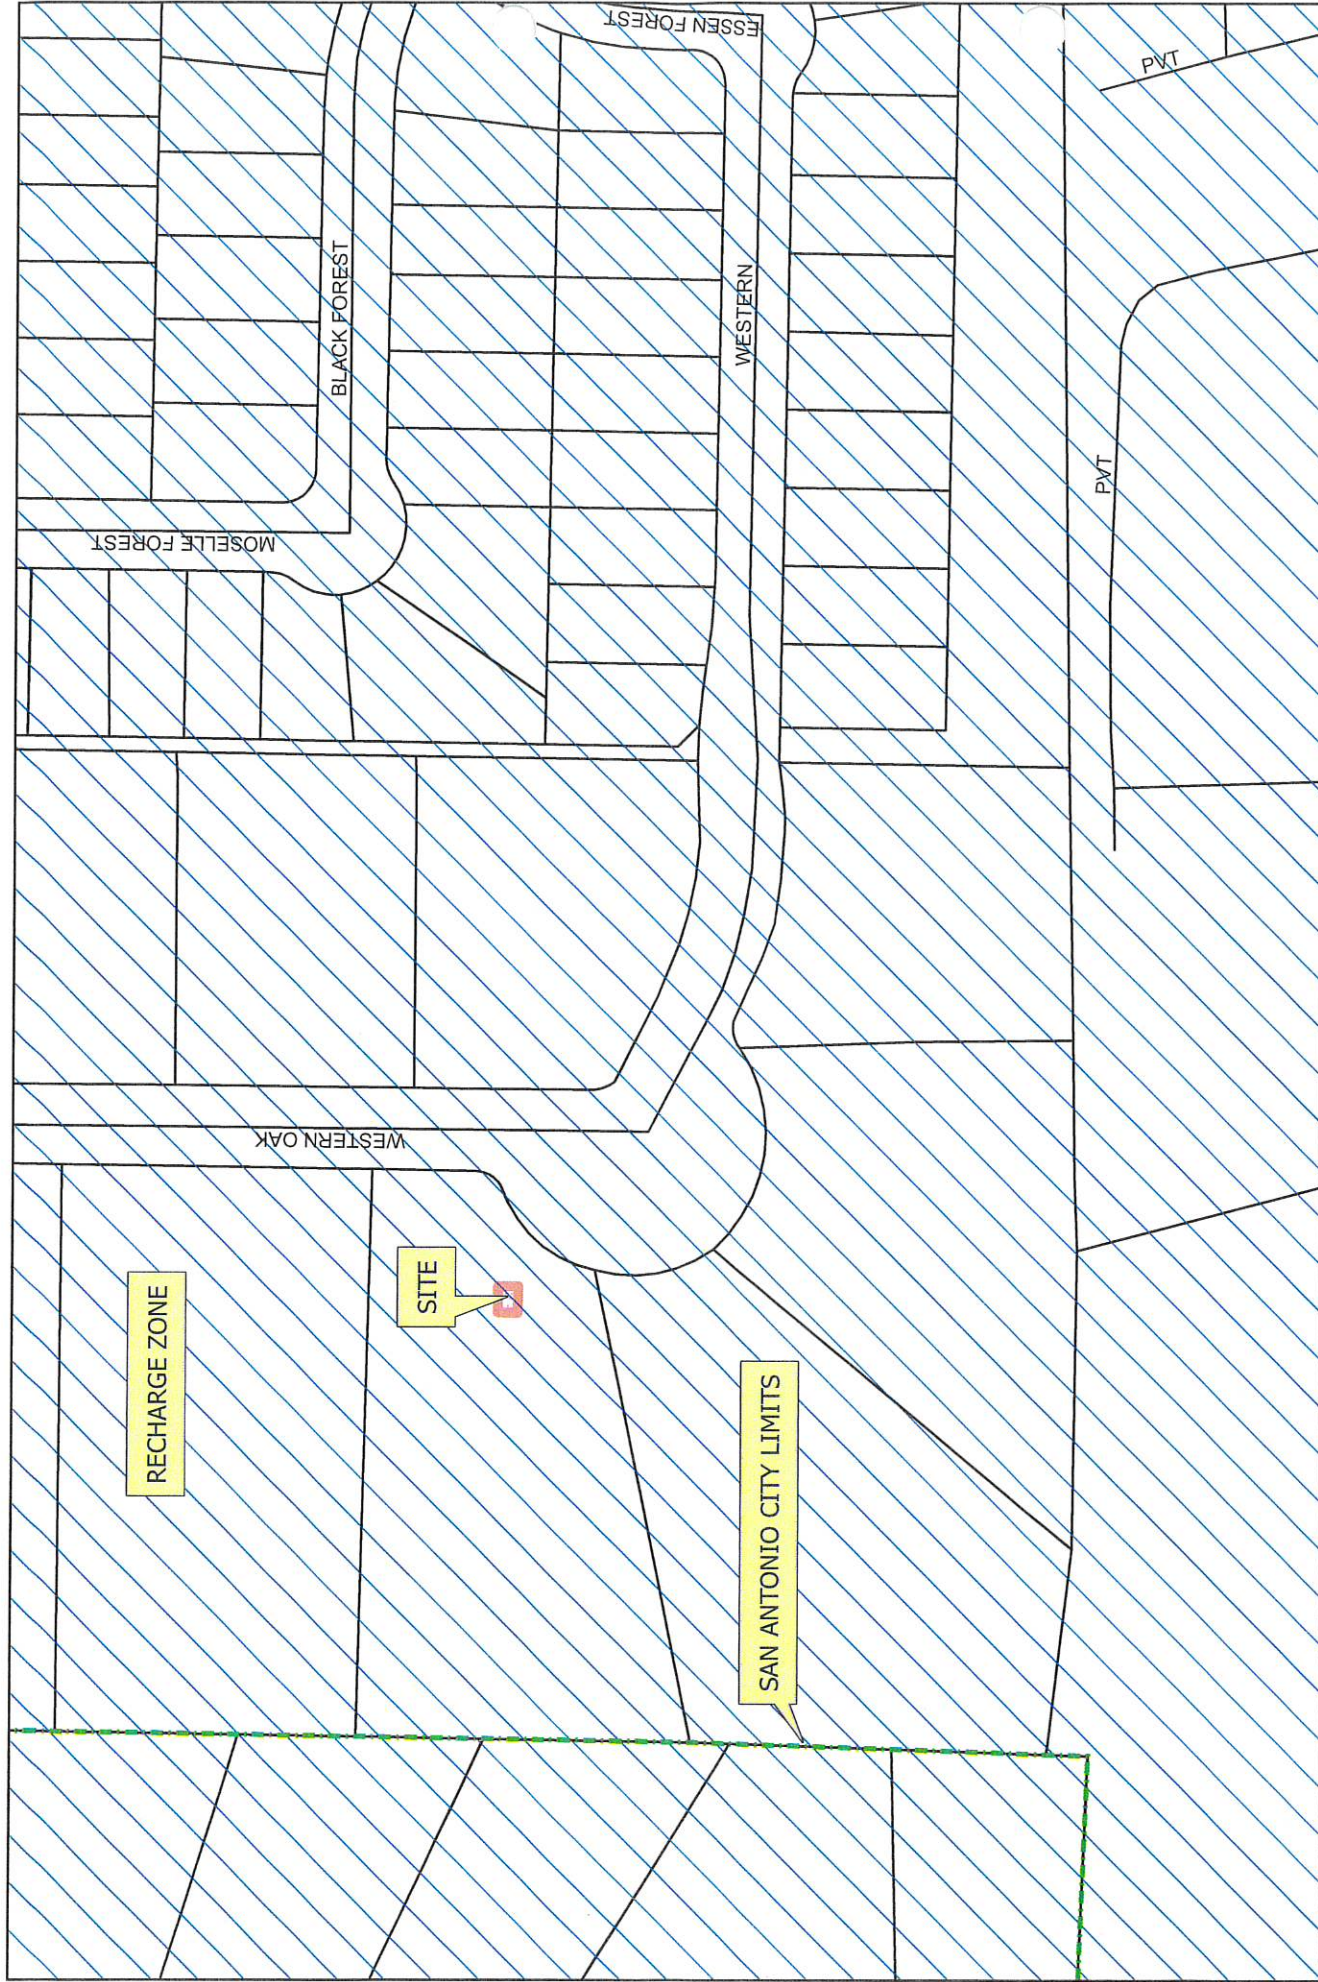 ESSEN FOREST
PVT
BLACK FOREST
WESTERN
PVT
MOSELLE FOREST
WESTERN OAK
SITE
RECHARGE ZONE
SAN ANTONIO CITY LIMITS